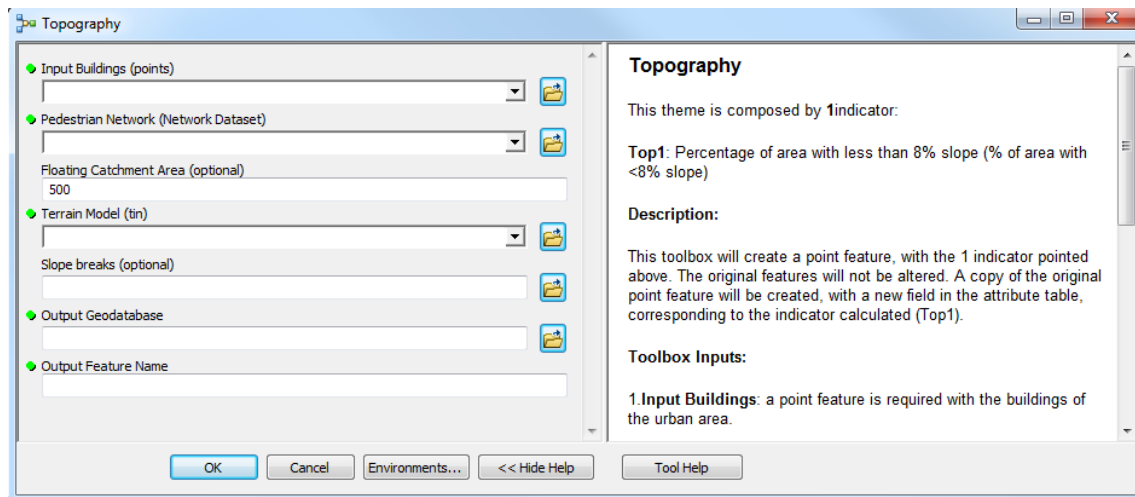 Topography
Input Buildings (points)
Pedestrian Network (Network Dataset)
Floating Catchment Area (optional)
500
Terrain Model (tin)
Slope breaks (optional)
Output Geodatabase
Output Feature Name
Topography
This theme is composed by 1indicator:
Top1: Percentage of area with less than 8% slope (% of area with
<8% slope)
Description:
This toolbox will create a point feature, with the 1 indicator pointed
above. The original features will not be altered. A copy of the original
point feature will be created, with a new field in the attribute table,
corresponding to the indicator calculated (Top1).
Toolbox Inputs:
1.Input Buildings: a point feature is required with the buildings of
the urban area.
OK
Cancel
Environments...
<< Hide Help
Tool Help